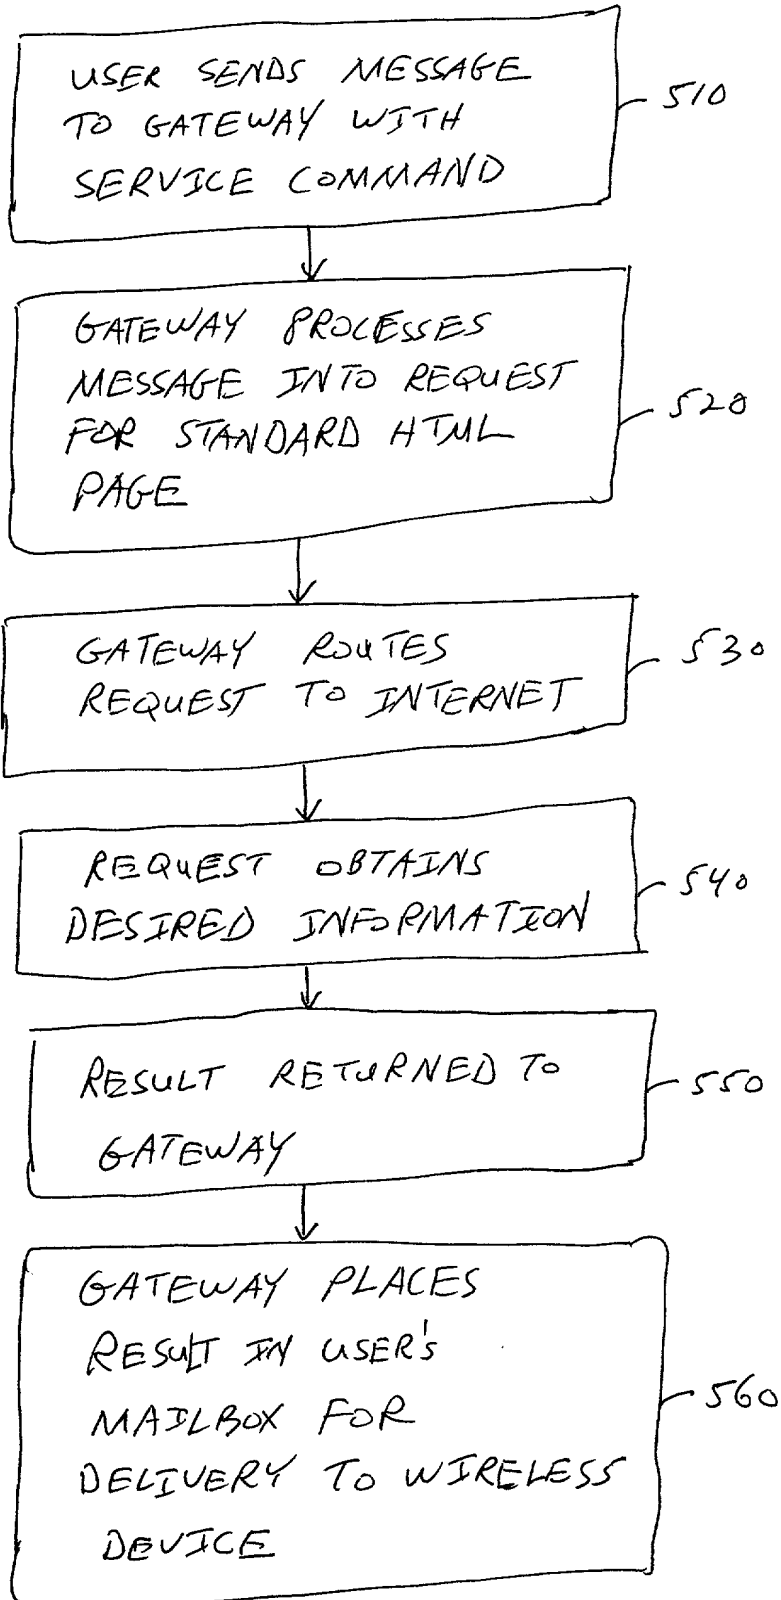 USER SENDS MESSAGE
TO GATEWAY WITH
SERVICE COMMAND
510
GATEWAY PROCESSES
MESSAGE INTO REQUEST
FOR STANDARD HTML
PAGE
520
GATEWAY ROUTES
REQUEST TO INTERNET
530
REQUEST OBTAINS
DESIRED INFORMATION
540
RESULT RETURNED TO
GATEWAY
550
GATEWAY PLACES
RESULT IN USER'S
MAILBOX FOR
DELIVERY TO WIRELESS
DEVICE
560